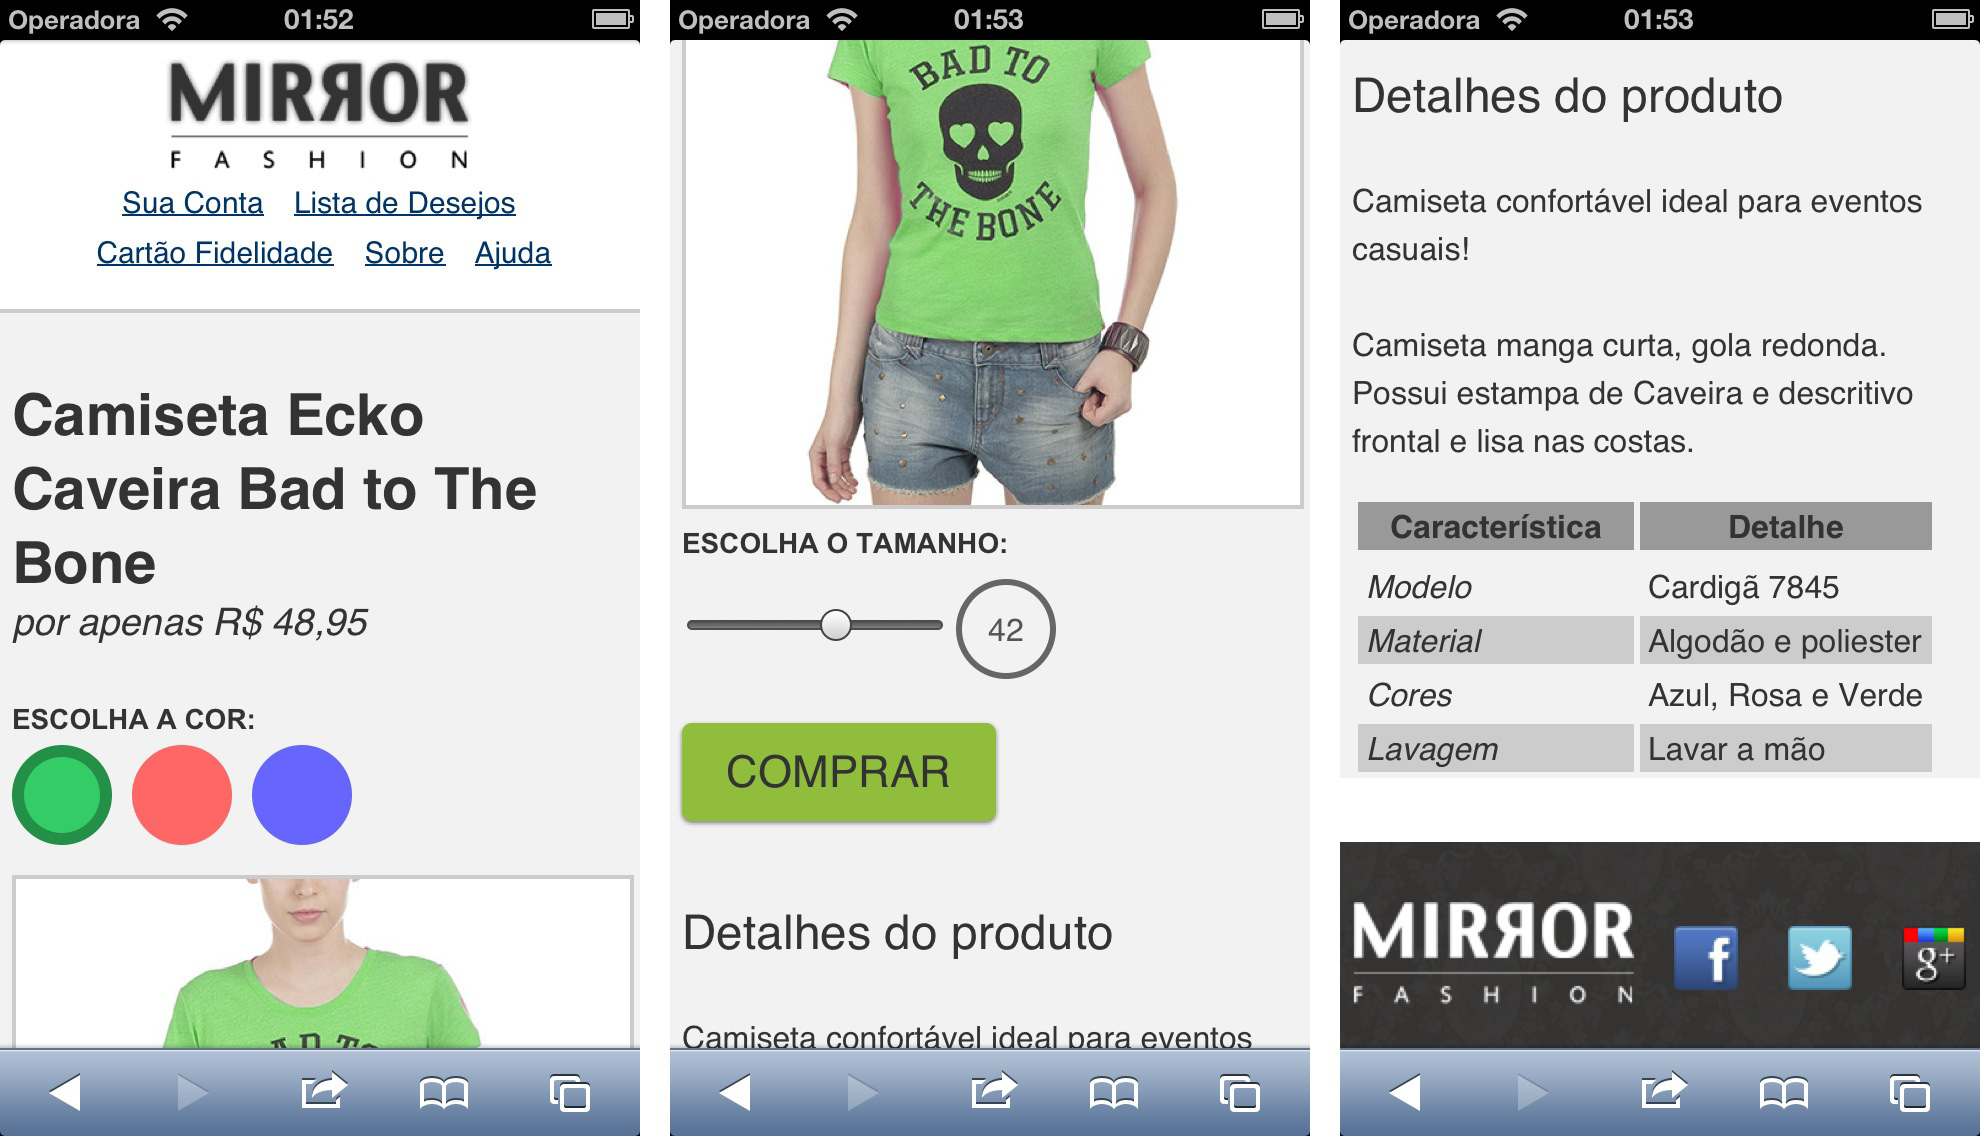 Operadora 01:52
MIRROR
FASHION
Sua Conta Lista de Desejos
Cartão Fidelidade Sobre Ajuda
Camiseta Ecko
Caveira Bad to The
Bone
por apenas R$ 48,95
ESCOLHA A COR:
AD TO
Operadora 01:53
BAD TO
THE BONE
ESCOLHA O TAMANHO:
42
COMPRAR
Detalhes do produto
Camiseta confortável ideal para eventos
Operadora 01:53
Detalhes do produto
Camiseta confortável ideal para eventos
casuais!
Camiseta manga curta, gola redonda.
Possui estampa de Caveira e descritivo
frontal e lisa nas costas.
Característica Detalhe
Modelo Cardigã 7845
Material Algodão e poliester
Cores Azul, Rosa e Verde
Lavagem Lavar a mão
MIRROR
FASHION
f
g+